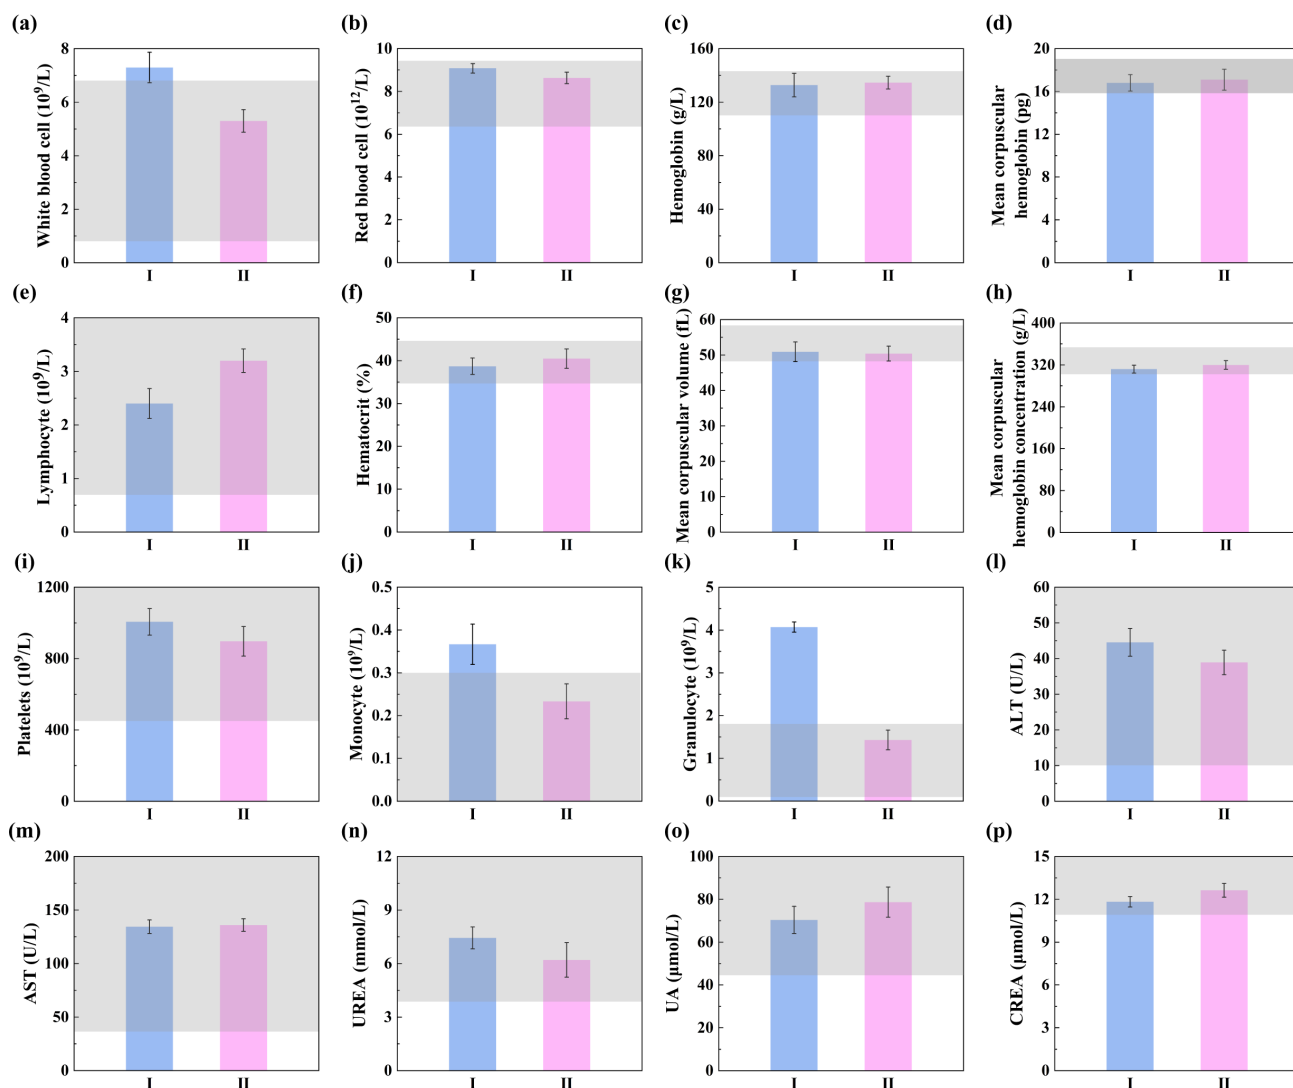 (a)
White blood cell (10⁹/L)
8
6
4
2
0
I II
(b)
Red blood cell (10¹²/L)
10
8
6
4
2
0
I II
(c)
Hemoglobin (g/L)
160
120
80
40
0
I II
(d)
Mean corpuscular
hemoglobin (pg)
20
16
12
8
4
0
I II
(e)
Lymphocyte (10⁹/L)
4
3
2
1
0
I II
(f)
Hematocrit (%)
50
40
30
20
10
0
I II
(g)
Mean corpuscular volume (fL)
60
50
40
30
20
10
0
I II
(h)
Mean corpuscular
hemoglobin concentration (g/L)
400
320
240
160
80
0
I II
(i)
Platelets (10⁹/L)
1200
800
400
0
I II
(j)
Monocyte (10⁹/L)
0.5
0.4
0.3
0.2
0.1
0.0
I II
(k)
Granulocyte (10⁹/L)
5
4
3
2
1
0
I II
(l)
ALT (U/L)
60
50
40
30
20
10
0
I II
(m)
AST (U/L)
200
150
100
50
0
I II
(n)
UREA (mmol/L)
12
9
6
3
0
I II
(o)
UA (μmol/L)
100
80
60
40
20
0
I II
(p)
CREA (μmol/L)
15
12
9
6
3
0
I II